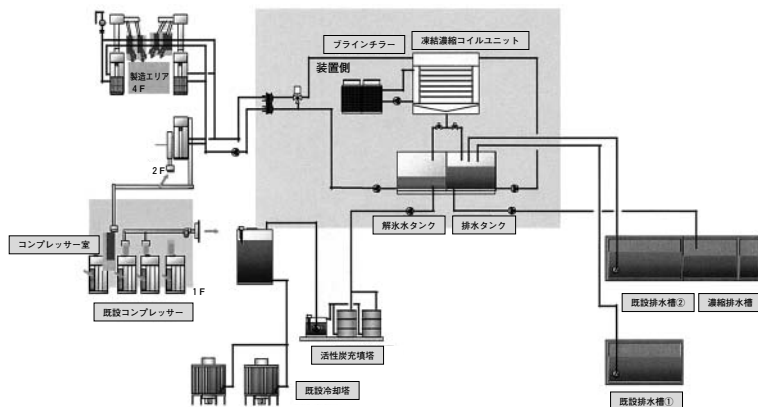 ブラインチラー
凍結濃縮コイルユニット
装置側
製造エリア
4F
2F
コンプレッサー室
1F
既設コンプレッサー
解氷水タンク
排水タンク
既設排水槽②
濃縮排水槽
活性炭充填塔
既設冷却塔
既設排水槽①